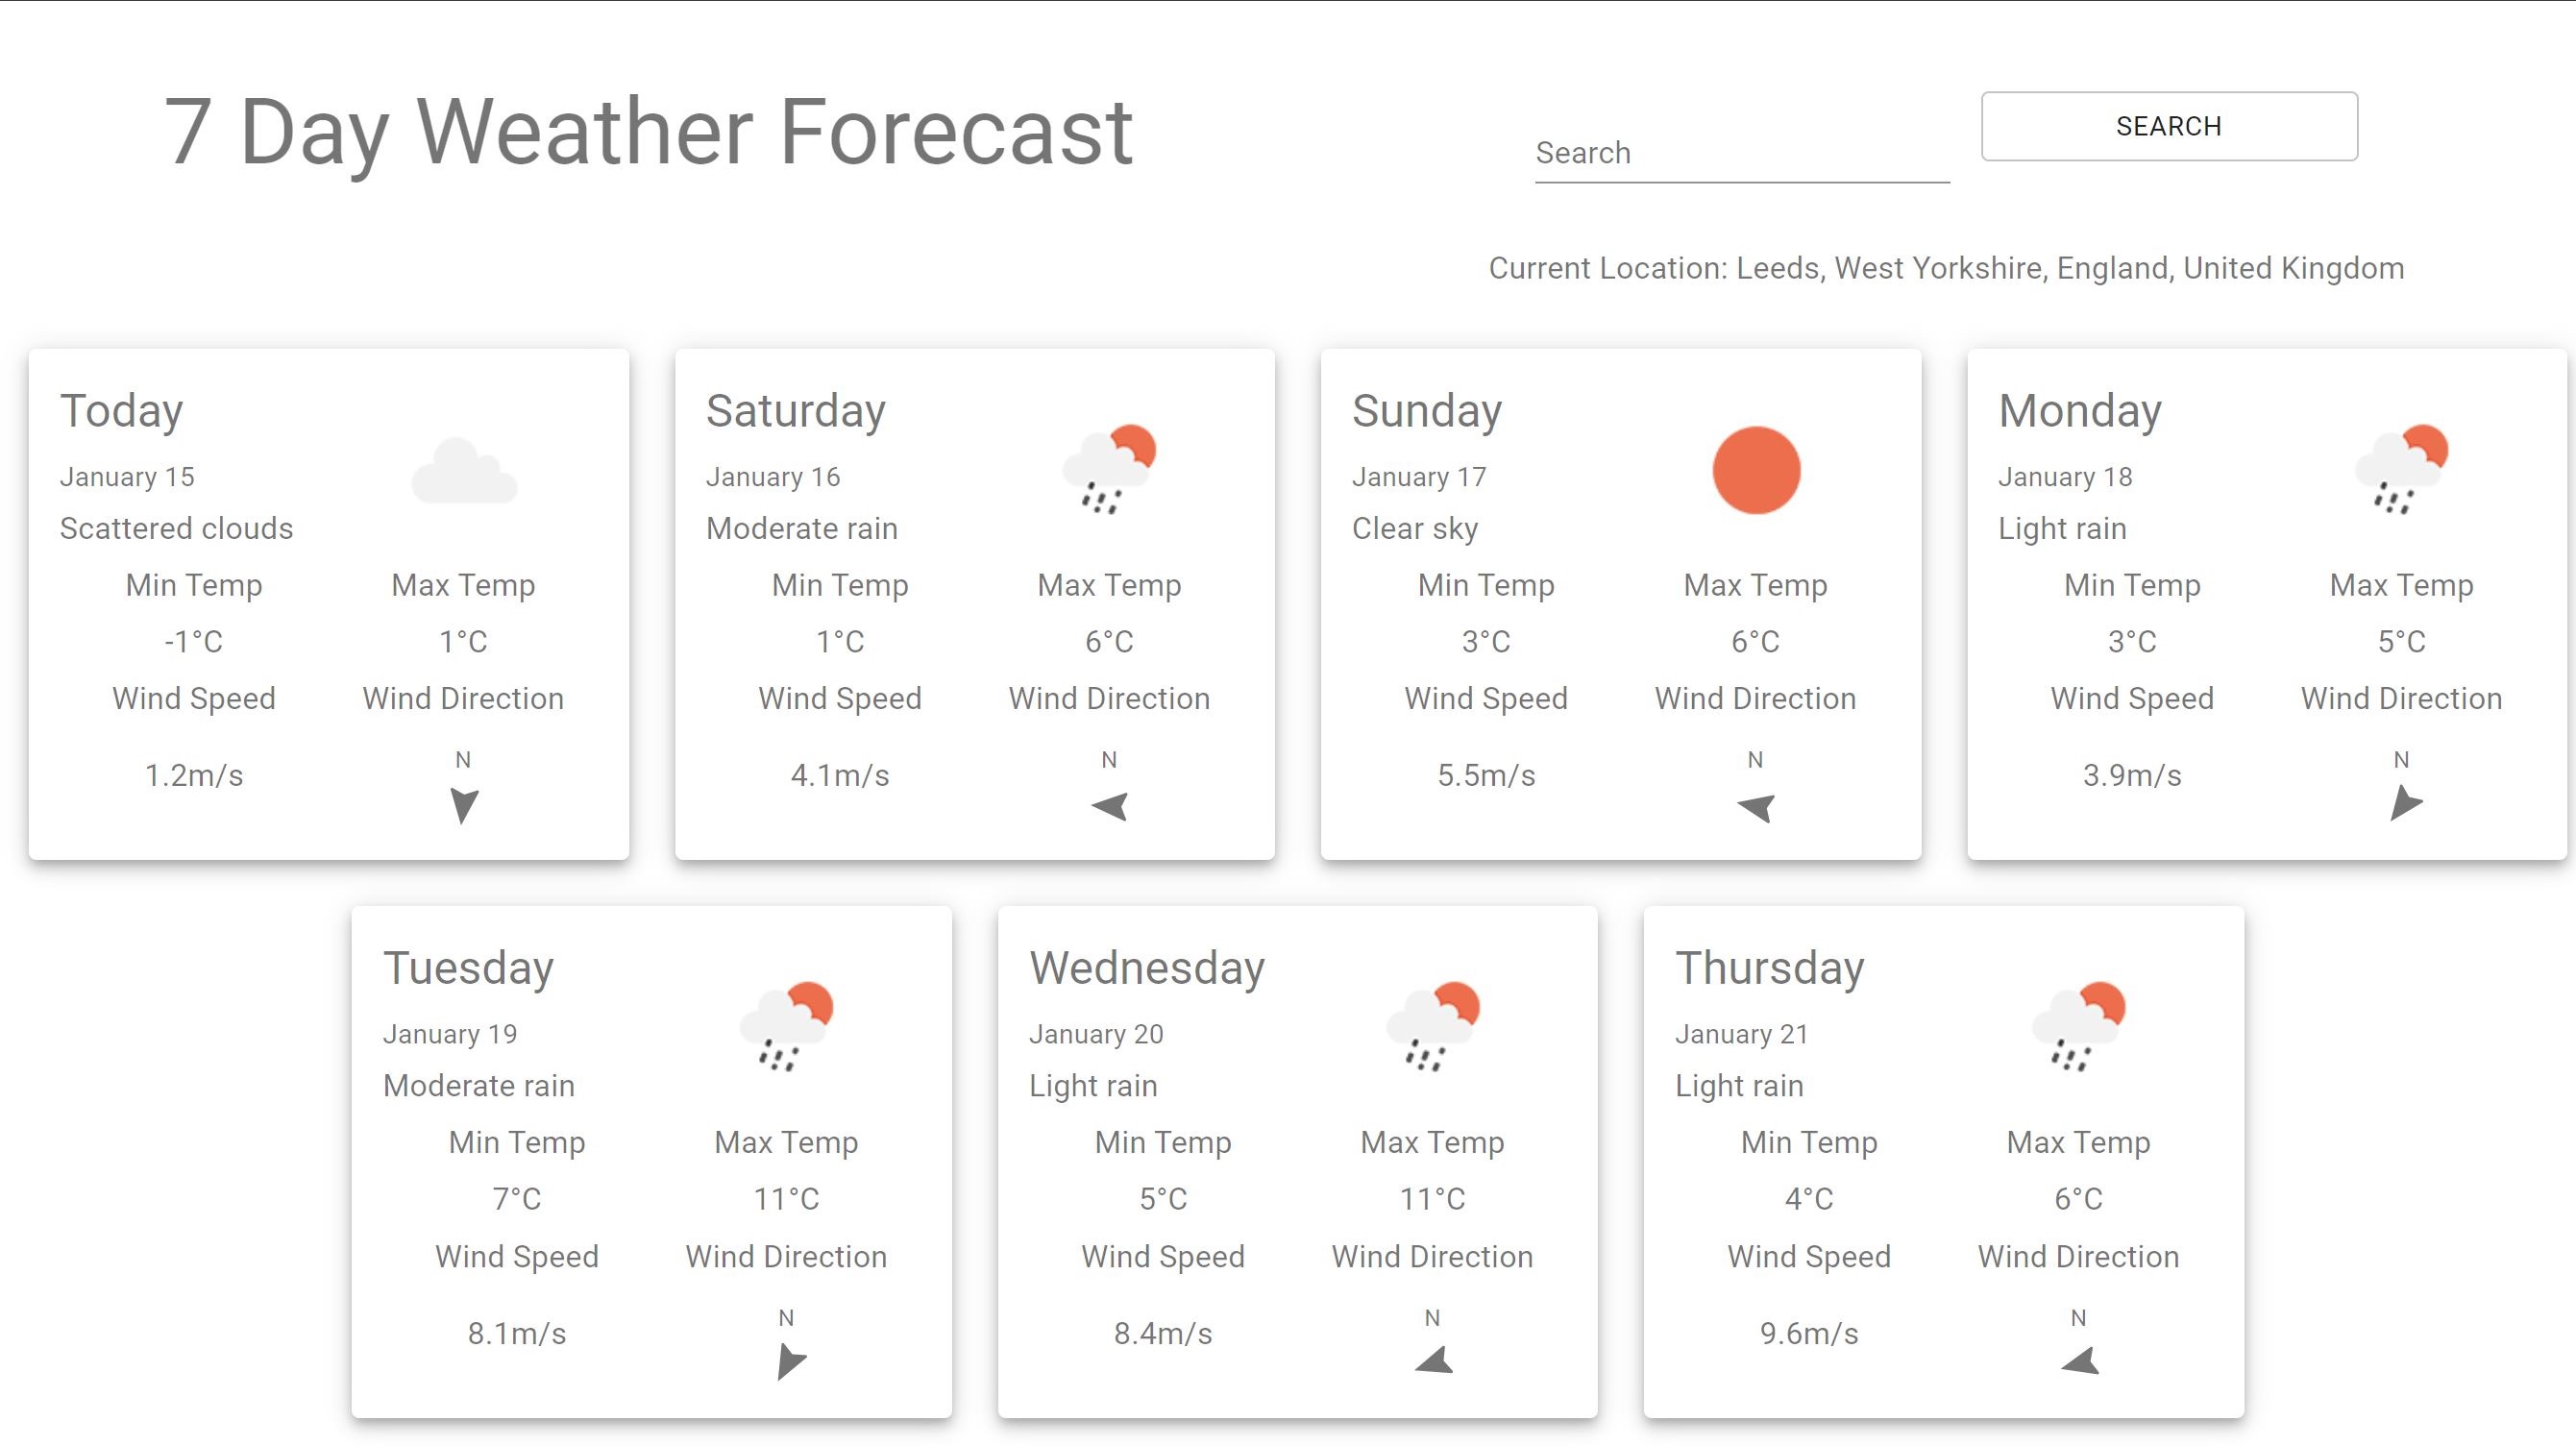 7 Day Weather Forecast
Search
SEARCH
Current Location: Leeds, West Yorkshire, England, United Kingdom
Today
January 15
Scattered clouds
Min Temp
Max Temp
-1°C
1°C
Wind Speed
Wind Direction
1.2m/s
N
Saturday
January 16
Moderate rain
Min Temp
Max Temp
1°C
6°C
Wind Speed
Wind Direction
4.1m/s
N
Sunday
January 17
Clear sky
Min Temp
Max Temp
3°C
6°C
Wind Speed
Wind Direction
5.5m/s
N
Monday
January 18
Light rain
Min Temp
Max Temp
3°C
5°C
Wind Speed
Wind Direction
3.9m/s
N
Tuesday
January 19
Moderate rain
Min Temp
Max Temp
7°C
11°C
Wind Speed
Wind Direction
8.1m/s
N
Wednesday
January 20
Light rain
Min Temp
Max Temp
5°C
11°C
Wind Speed
Wind Direction
8.4m/s
N
Thursday
January 21
Light rain
Min Temp
Max Temp
4°C
6°C
Wind Speed
Wind Direction
9.6m/s
N